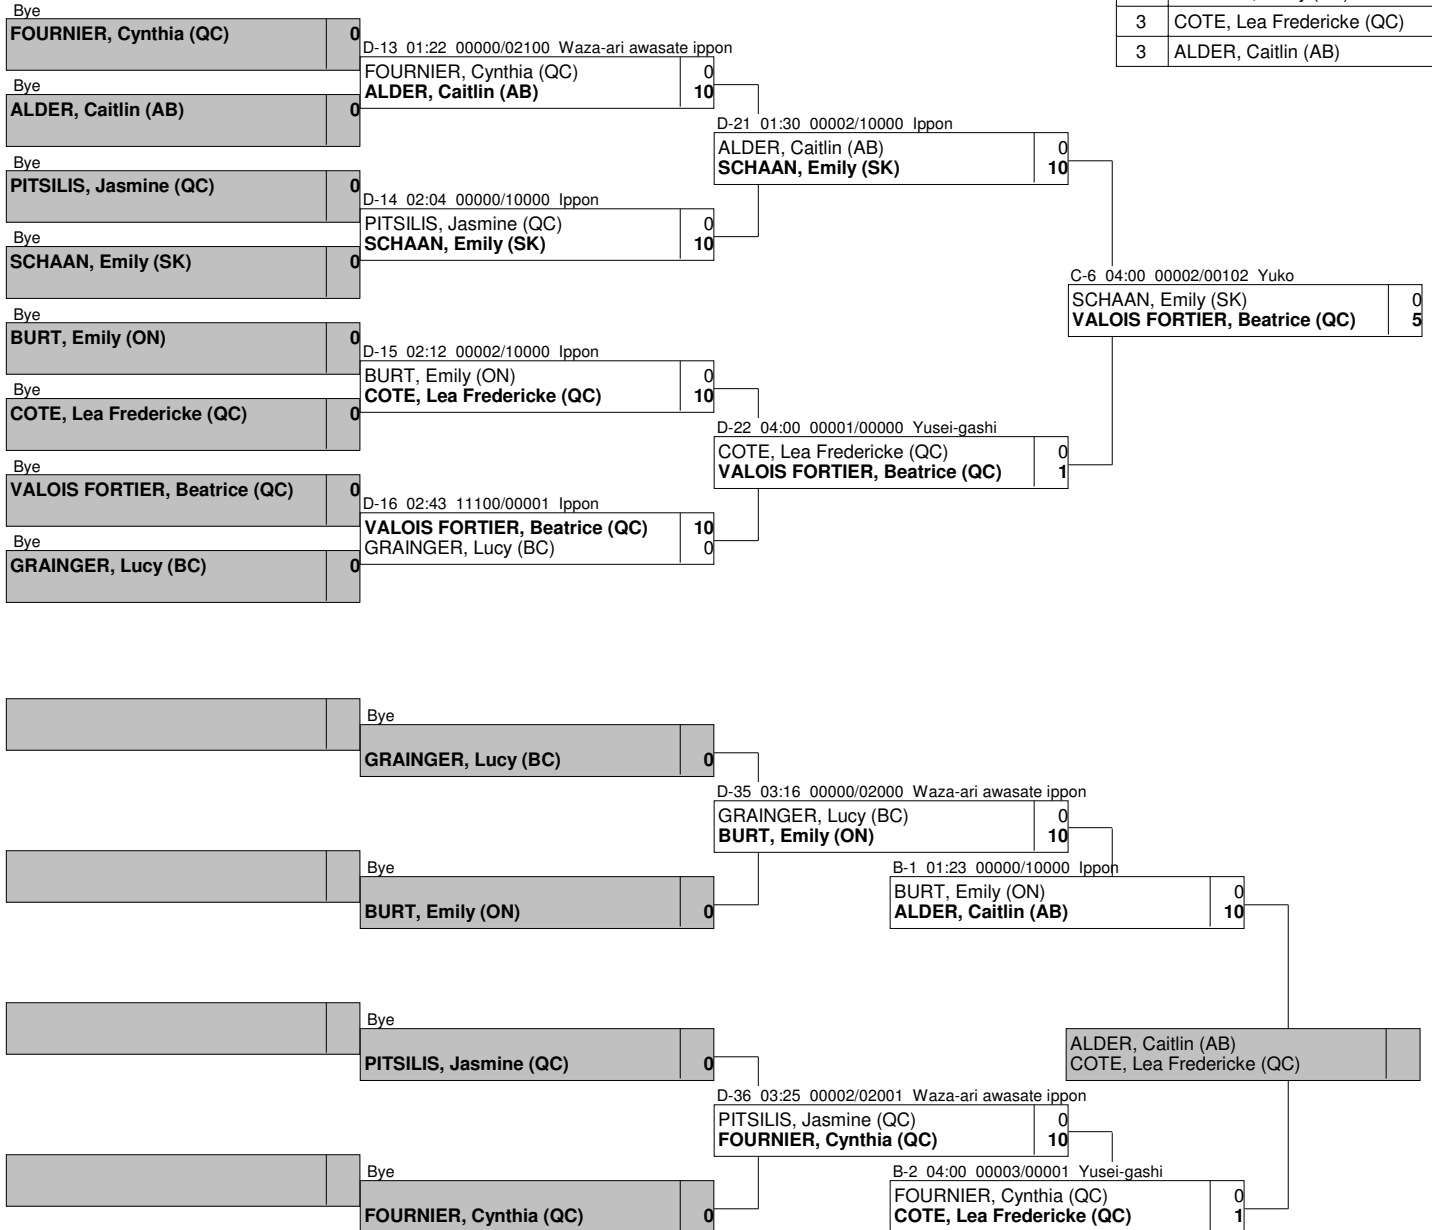 3 COTE, Lea Fredericke (QC)
3 ALDER, Caitlin (AB)
Bye
FOURNIER, Cynthia (QC) 0
Bye
ALDER, Caitlin (AB) 0
Bye
PITSILIS, Jasmine (QC) 0
Bye
SCHAAN, Emily (SK) 0
Bye
BURT, Emily (ON) 0
Bye
COTE, Lea Fredericke (QC) 0
Bye
VALOIS FORTIER, Beatrice (QC) 0
Bye
GRAINGER, Lucy (BC) 0
D-13 01:22 00000/02100 Waza-ari awasate ippon
FOURNIER, Cynthia (QC) 0
ALDER, Caitlin (AB) 10
D-14 02:04 00000/10000 Ippon
PITSILIS, Jasmine (QC) 0
SCHAAN, Emily (SK) 10
D-15 02:12 00002/10000 Ippon
BURT, Emily (ON) 0
COTE, Lea Fredericke (QC) 10
D-16 02:43 11100/00001 Ippon
VALOIS FORTIER, Beatrice (QC) 10
GRAINGER, Lucy (BC) 0
D-21 01:30 00002/10000 Ippon
ALDER, Caitlin (AB) 0
SCHAAN, Emily (SK) 10
D-22 04:00 00001/00000 Yusei-gashi
COTE, Lea Fredericke (QC) 0
VALOIS FORTIER, Beatrice (QC) 1
C-6 04:00 00002/00102 Yuko
SCHAAN, Emily (SK) 0
VALOIS FORTIER, Beatrice (QC) 5
Bye
GRAINGER, Lucy (BC) 0
Bye
BURT, Emily (ON) 0
Bye
PITSILIS, Jasmine (QC) 0
Bye
FOURNIER, Cynthia (QC) 0
D-35 03:16 00000/02000 Waza-ari awasate ippon
GRAINGER, Lucy (BC) 0
BURT, Emily (ON) 10
D-36 03:25 00002/02001 Waza-ari awasate ippon
PITSILIS, Jasmine (QC) 0
FOURNIER, Cynthia (QC) 10
B-1 01:23 00000/10000 Ippon
BURT, Emily (ON) 0
ALDER, Caitlin (AB) 10
B-2 04:00 00003/00001 Yusei-gashi
FOURNIER, Cynthia (QC) 0
COTE, Lea Fredericke (QC) 1
ALDER, Caitlin (AB)
COTE, Lea Fredericke (QC)